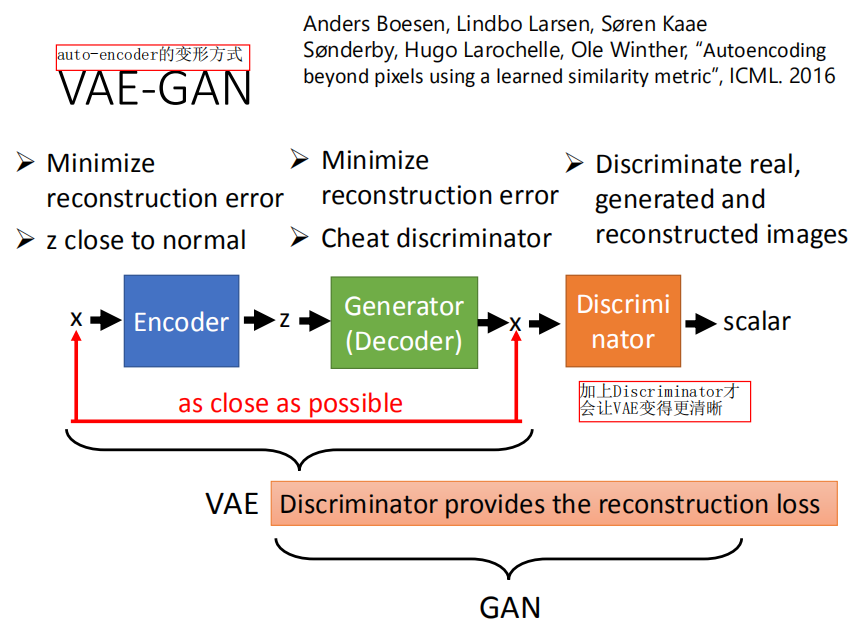 auto-encoder的变形方式
VAE-GAN
Anders Boesen, Lindbo Larsen, Søren Kaae
Sønderby, Hugo Larochelle, Ole Winther, “Autoencoding
beyond pixels using a learned similarity metric”, ICML. 2016
➢ Minimize
reconstruction error
➢ z close to normal
➢ Minimize
reconstruction error
➢ Cheat discriminator
➢ Discriminate real,
generated and
reconstructed images
x
Encoder
z
Generator
(Decoder)
x
Discrimi
nator
scalar
as close as possible
加上Discriminator才
会让VAE变得更清晰
VAE
Discriminator provides the reconstruction loss
GAN